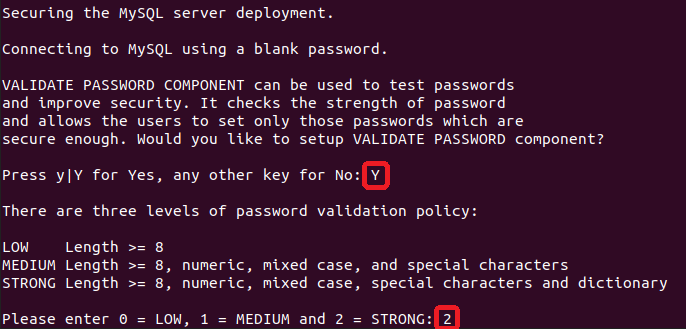 Securing the MySQL server deployment.
Connecting to MySQL using a blank password.
VALIDATE PASSWORD COMPONENT can be used to test passwords
and improve security. It checks the strength of password
and allows the users to set only those passwords which are
secure enough. Would you like to setup VALIDATE PASSWORD component?
Press y|Y for Yes, any other key for No: Y
There are three levels of password validation policy:
LOW    Length >= 8
MEDIUM Length >= 8, numeric, mixed case, and special characters
STRONG Length >= 8, numeric, mixed case, special characters and dictionary
Please enter 0 = LOW, 1 = MEDIUM and 2 = STRONG: 2